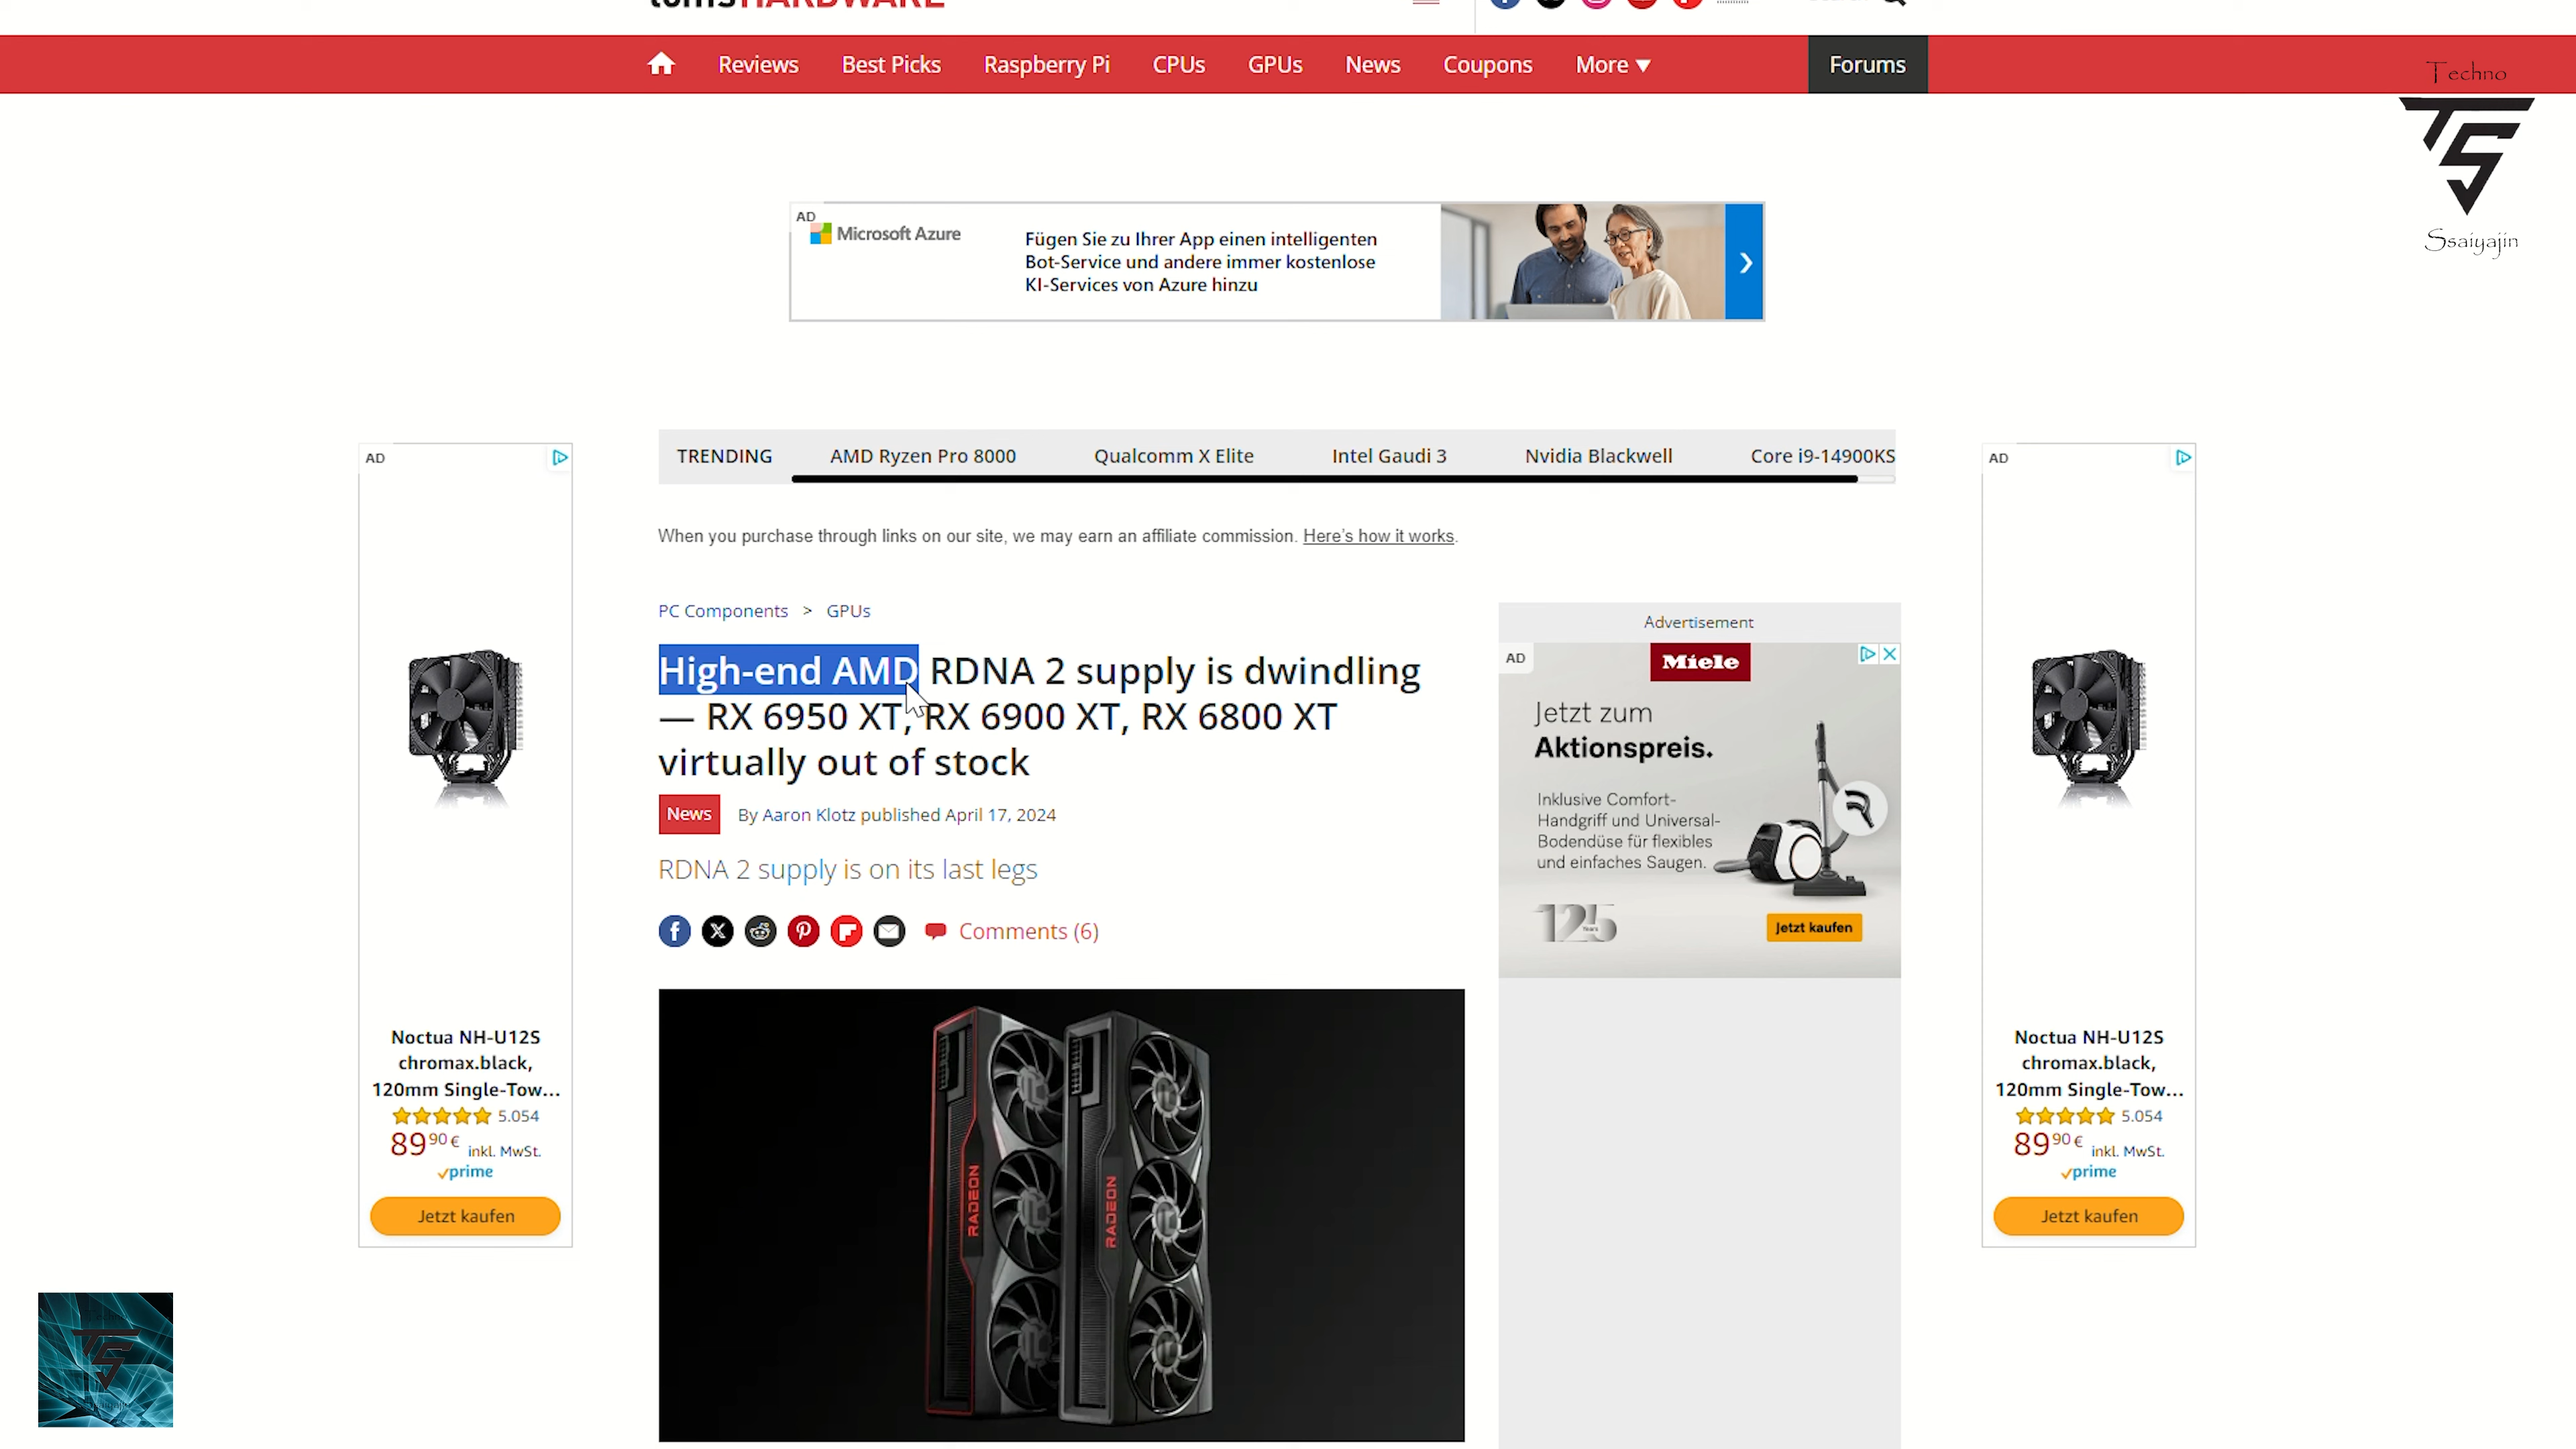 tom's HARDWARE
Reviews
Best Picks
Raspberry Pi
CPUs
GPUs
News
Coupons
More ▼
Forums
Techno
TS
Ssaiyajin
AD
Microsoft Azure
Fügen Sie zu Ihrer App einen intelligenten
Bot-Service und andere immer kostenlose
KI-Services von Azure hinzu
TRENDING
AMD Ryzen Pro 8000
Qualcomm X Elite
Intel Gaudi 3
Nvidia Blackwell
Core i9-14900KS
When you purchase through links on our site, we may earn an affiliate commission. Here's how it works.
PC Components > GPUs
High-end AMD RDNA 2 supply is dwindling
— RX 6950 XT, RX 6900 XT, RX 6800 XT
virtually out of stock
News
By Aaron Klotz published April 17, 2024
RDNA 2 supply is on its last legs
Comments (6)
RADEON
RADEON
AD
Noctua NH-U12S
chromax.black,
120mm Single-Tow...
5.054
89⁹⁰ € inkl. MwSt.
prime
Jetzt kaufen
Advertisement
AD
Miele
Jetzt zum
Aktionspreis.
Inklusive Comfort-
Handgriff und Universal-
Bodendüse für flexibles
und einfaches Saugen.
125
Years
Jetzt kaufen
AD
Noctua NH-U12S
chromax.black,
120mm Single-Tow...
5.054
89⁹⁰ € inkl. MwSt.
prime
Jetzt kaufen
TS